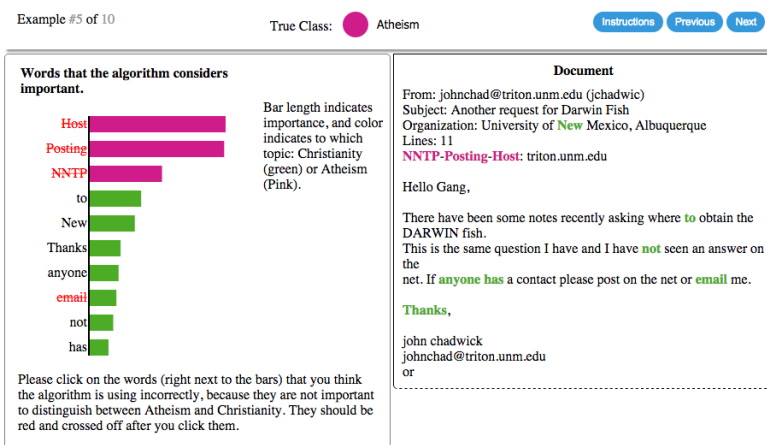 Example #5 of 10
True Class:
Atheism
Instructions
Previous
Next
Words that the algorithm considers
important.
Bar length indicates
importance, and color
indicates to which
topic: Christianity
(green) or Atheism
(Pink).
Host
Posting
NNTP
to
New
Thanks
anyone
email
not
has
Please click on the words (right next to the bars) that you think
the algorithm is using incorrectly, because they are not important
to distinguish between Atheism and Christianity. They should be
red and crossed off after you click them.
Document
From: johnchad@triton.unm.edu (jchadwic)
Subject: Another request for Darwin Fish
Organization: University of New Mexico, Albuquerque
Lines: 11
NNTP-Posting-Host: triton.unm.edu
Hello Gang,
There have been some notes recently asking where to obtain the
DARWIN fish.
This is the same question I have and I have not seen an answer on
the
net. If anyone has a contact please post on the net or email me.
Thanks,
john chadwick
johnchad@triton.unm.edu
or